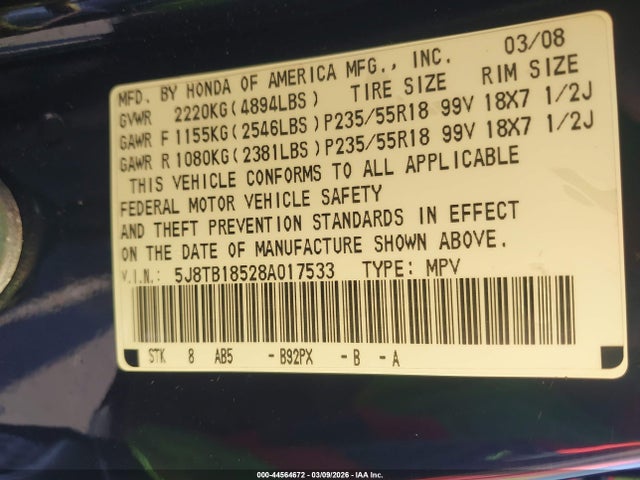 MFD. BY HONDA OF AMERICA MFG., INC. 03/08
GVWR 2220KG(4894LBS) TIRE SIZE RIM SIZE
GAWR F 1155KG(2546LBS) P235/55R18 99V 18X7 1/2J
GAWR R 1080KG(2381LBS) P235/55R18 99V 18X7 1/2J
THIS VEHICLE CONFORMS TO ALL APPLICABLE
FEDERAL MOTOR VEHICLE SAFETY
AND THEFT PREVENTION STANDARDS IN EFFECT
ON THE DATE OF MANUFACTURE SHOWN ABOVE.
V.I.N.: 5J8TB18528A017533 TYPE: MPV
STK 8 AB5 -B92PX -B -A
000-44564672 - 03/09/2026 - IAA Inc.